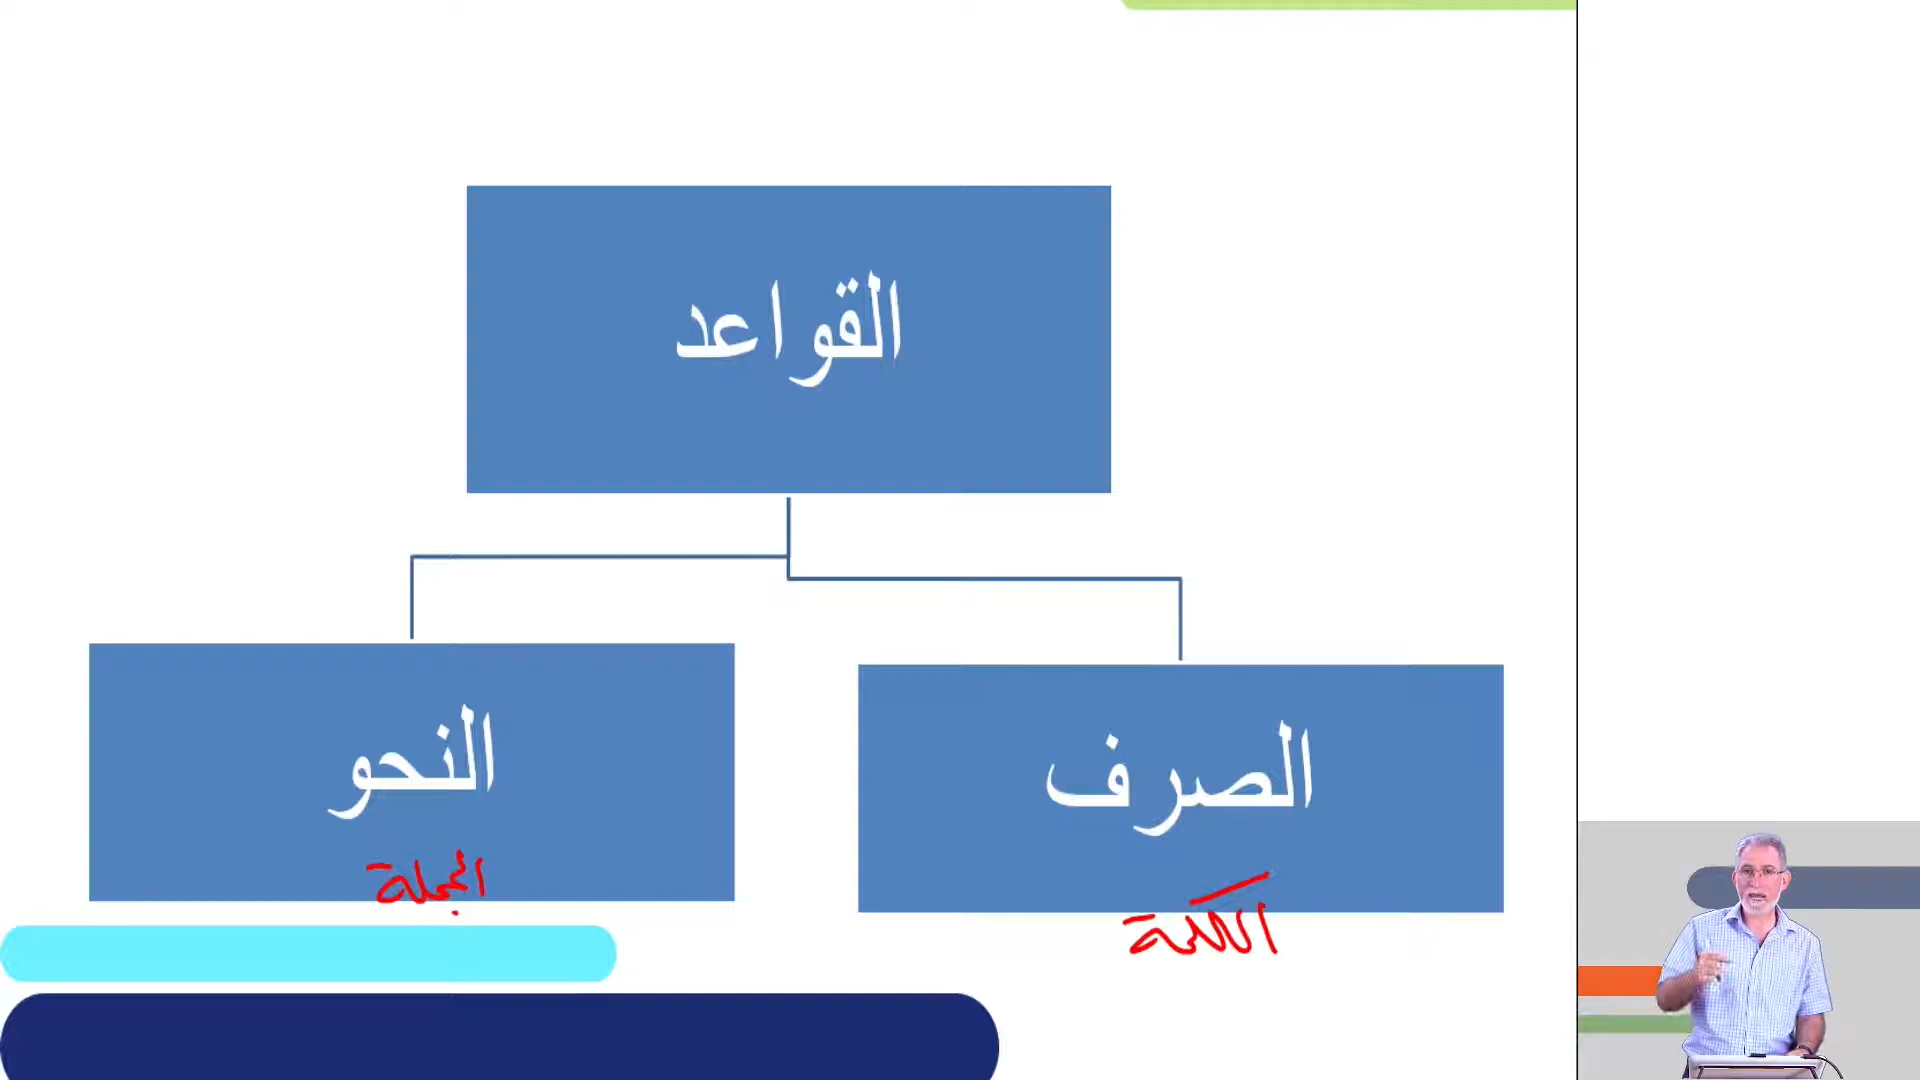 القواعد
الصرف
النحو
الجملة
الكلمة